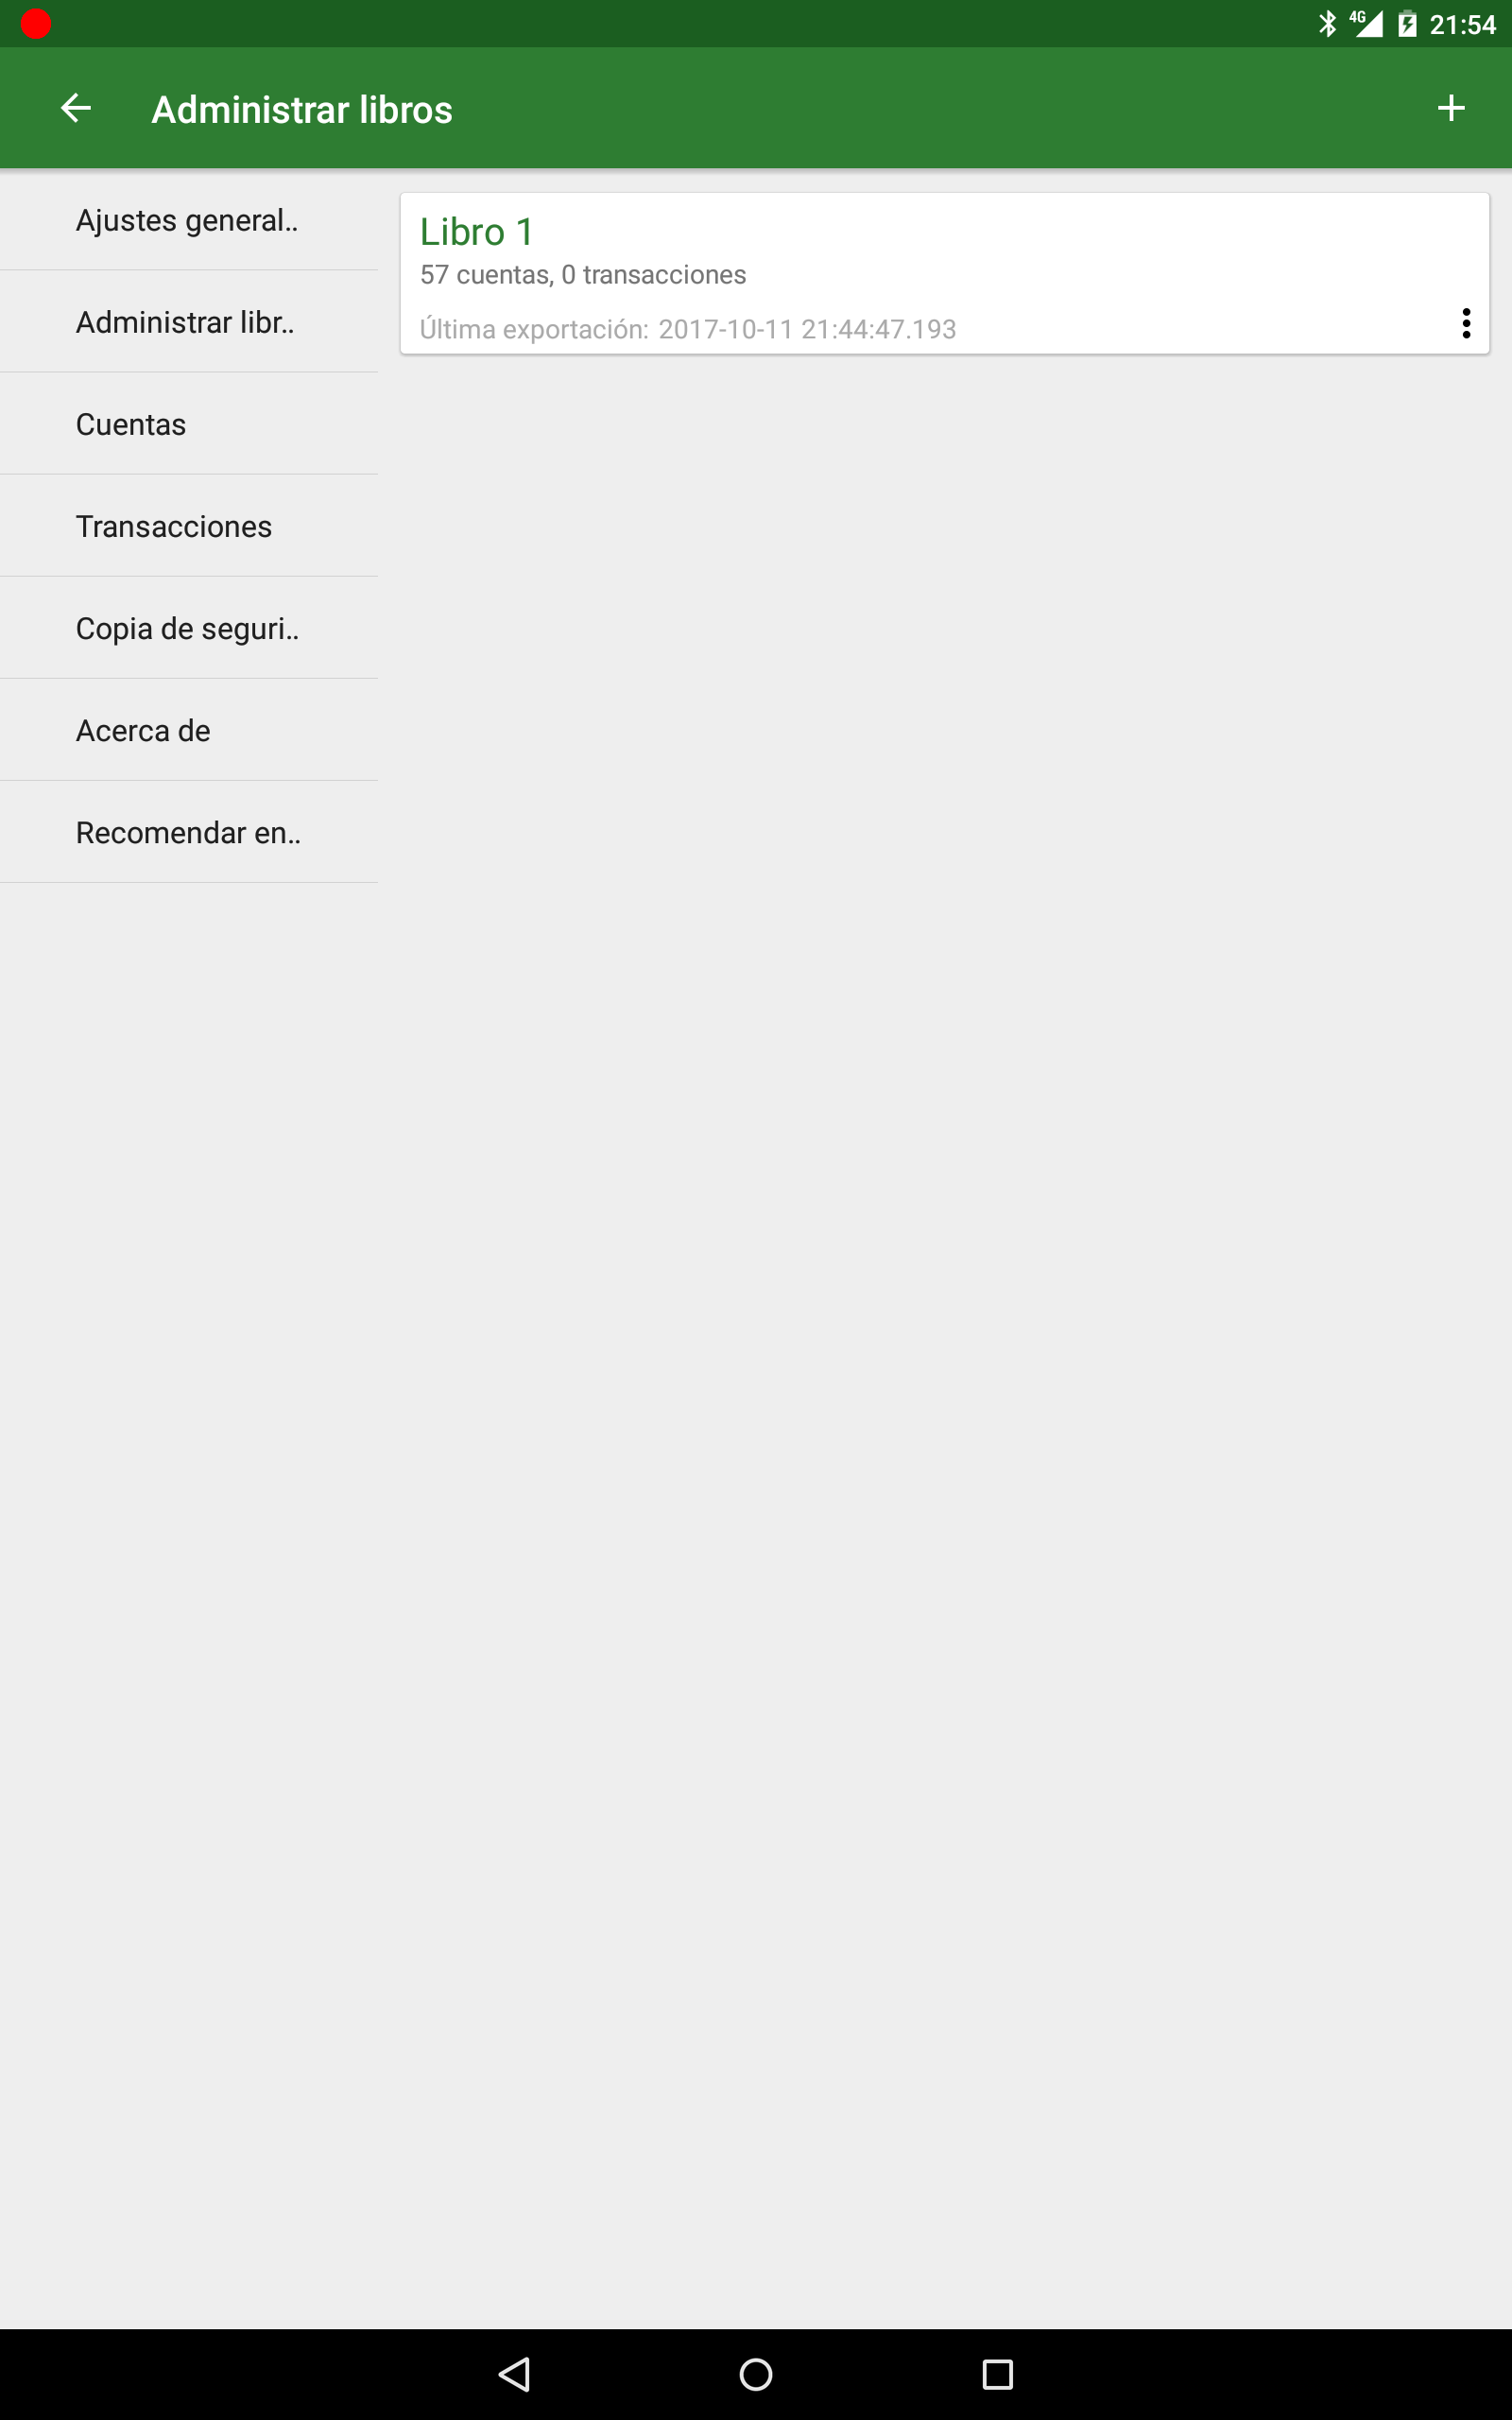 4G 21:54
Administrar libros
Ajustes general..
Administrar libr..
Cuentas
Transacciones
Copia de seguri..
Acerca de
Recomendar en..
Libro 1
57 cuentas, 0 transacciones
Última exportación: 2017-10-11 21:44:47.193